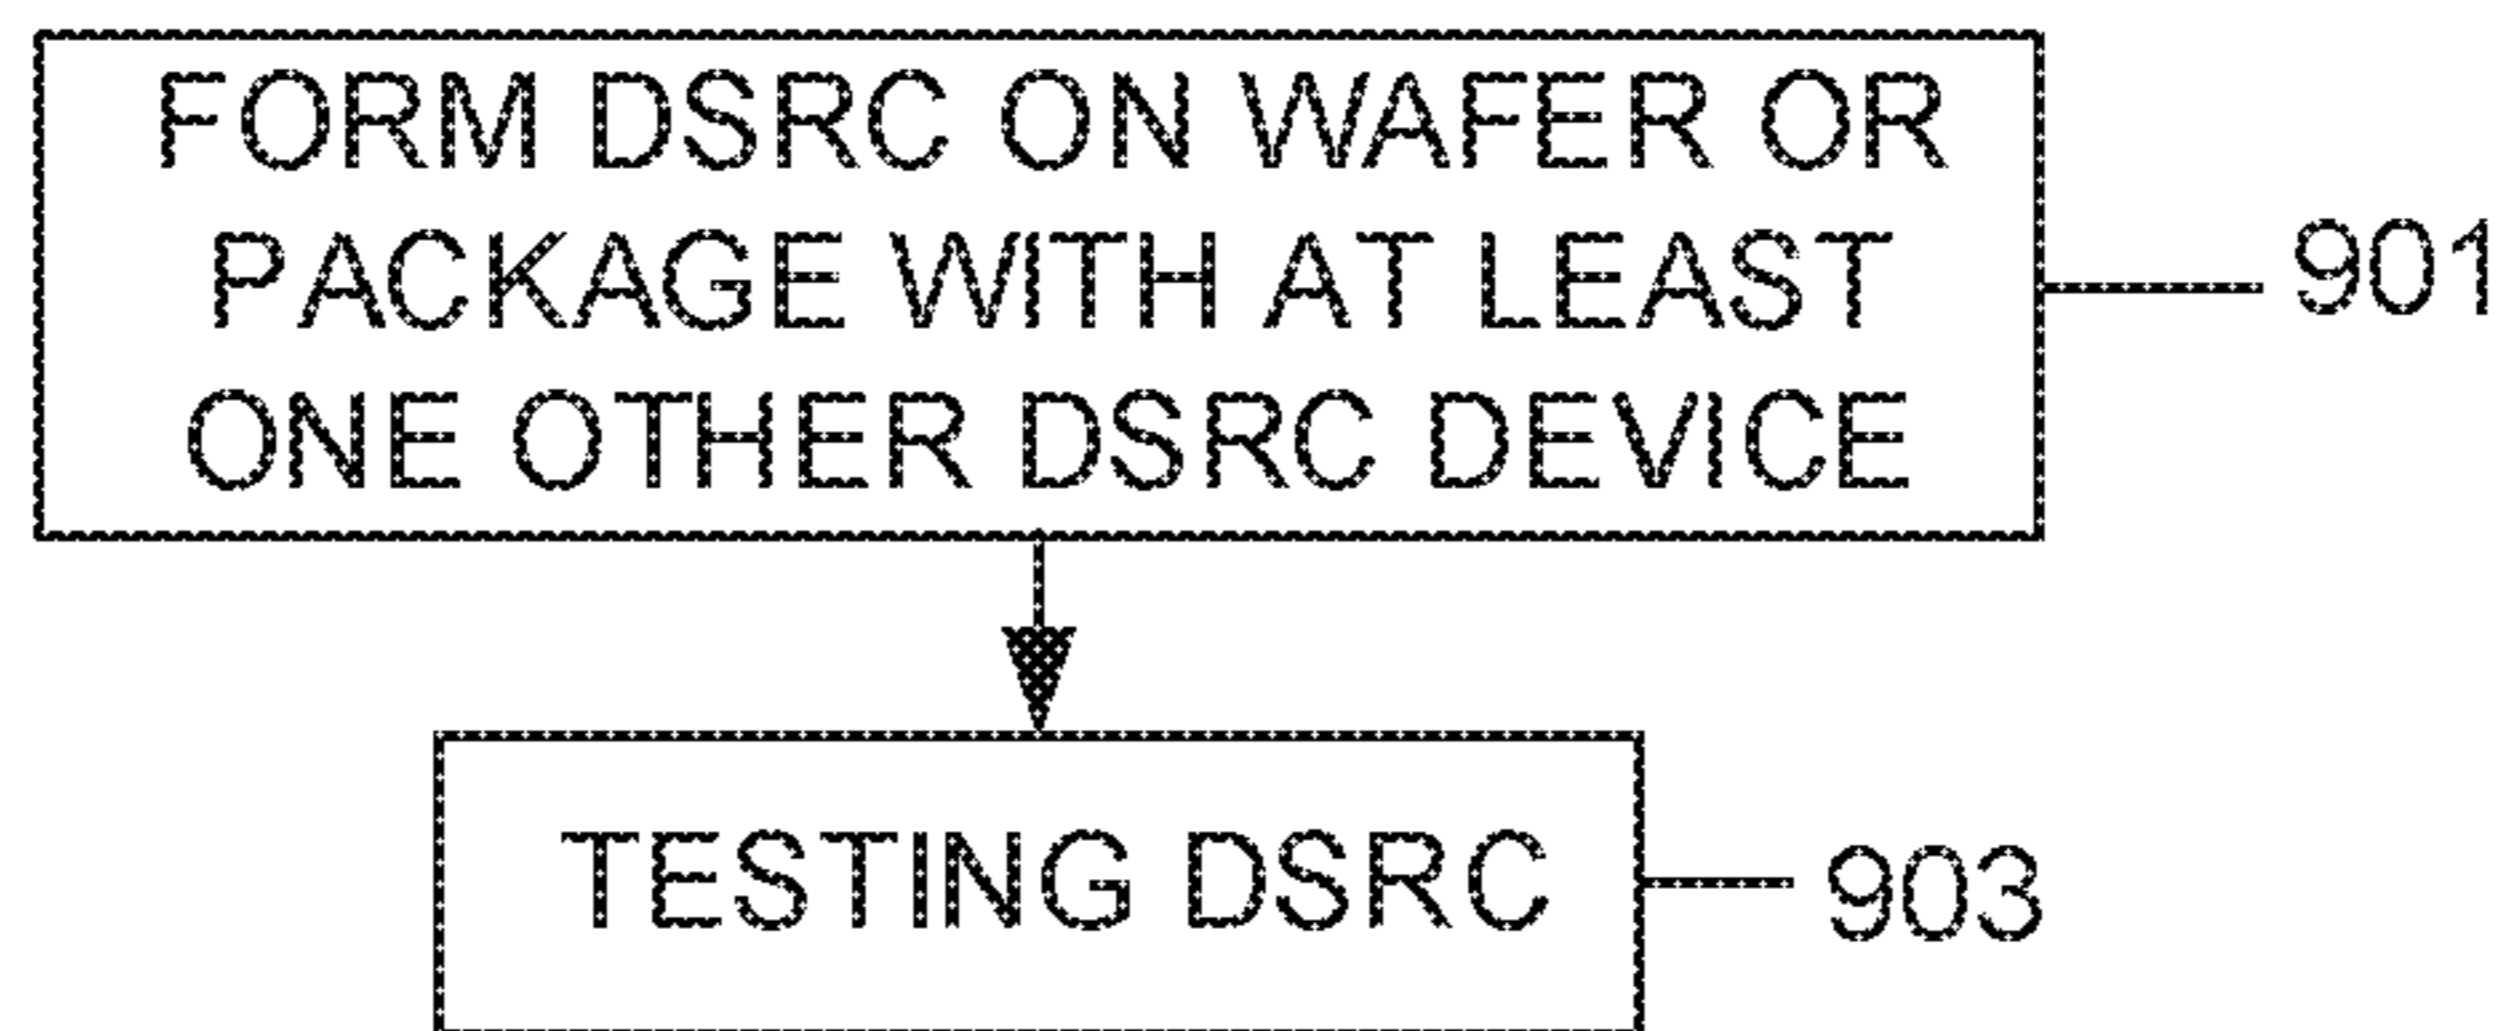 FORM DSRC ON WAFER OR
PACKAGE WITH AT LEAST
ONE OTHER DSRC DEVICE
901
TESTING DSRC
903